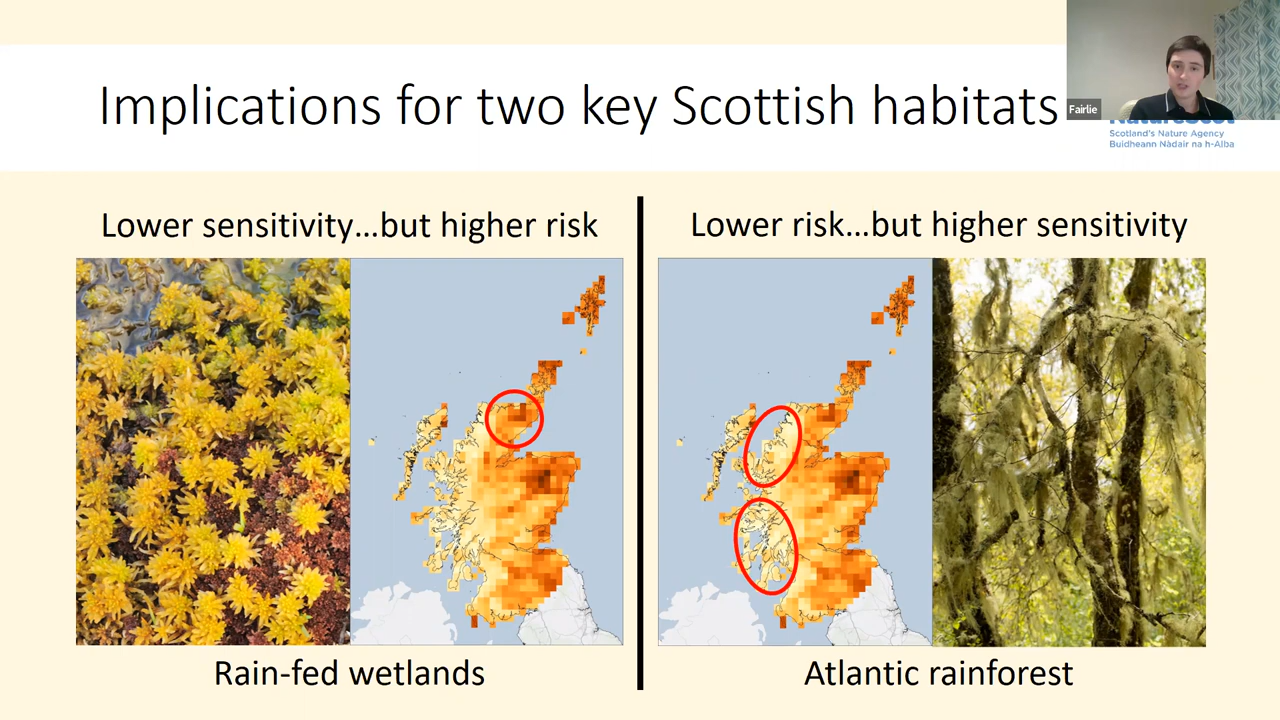 Implications for two key Scottish habitats
Fairlie
NatureScot
Scotland's Nature Agency
Buidheann Nàdair na h-Alba
Lower sensitivity...but higher risk
Lower risk...but higher sensitivity
Rain-fed wetlands
Atlantic rainforest